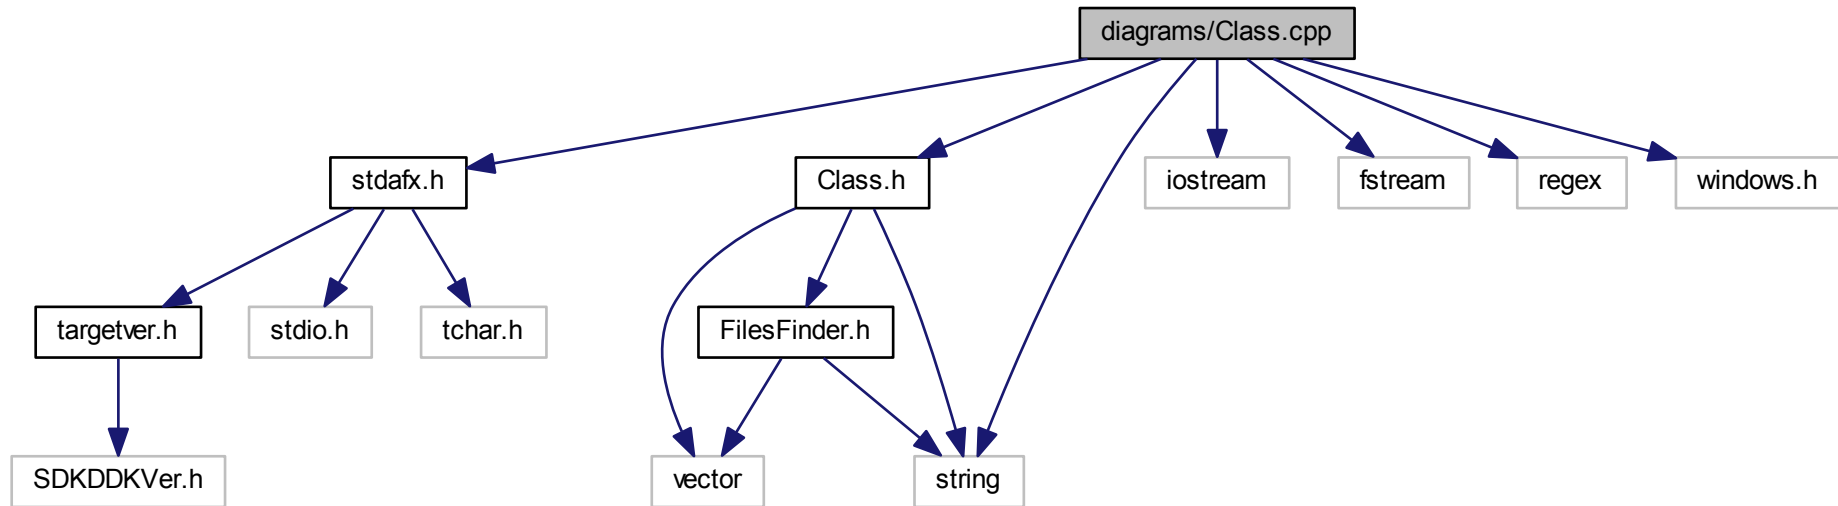 diagrams/Class.cpp
stdafx.h
Class.h
iostream
fstream
regex
windows.h
targetver.h
stdio.h
tchar.h
FilesFinder.h
SDKDDKVer.h
vector
string